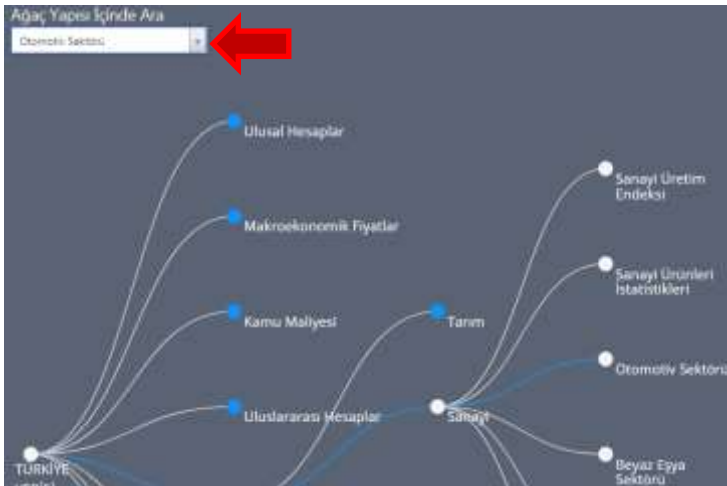 Ağaç Yapısı İçinde Ara
Otomotiv Sektörü
Ulusal Hesaplar
Sanayi Üretim
Endeksi
Makroekonomik Fiyatlar
Sanayi Ürünleri
İstatistikleri
Kamu Maliyesi
Tarım
Otomotiv Sektörü
Uluslararası Hesaplar
Sanayi
Beyaz Eşya
Sektörü
TÜRKİYE